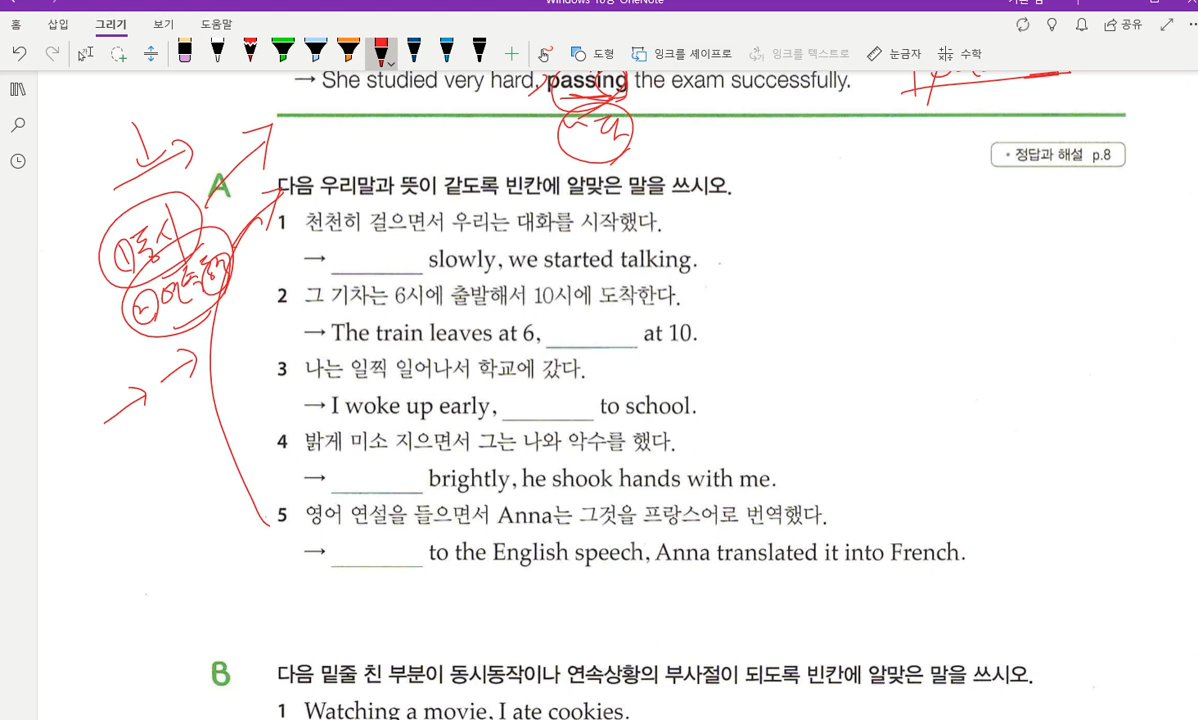 Windows 10용 OneNote
홈 삽입 그리기 보기 도움말 공유
도형 잉크를 셰이프로 잉크를 텍스트로 눈금자 수학
→ She studied very hard, passing the exam successfully.
• 정답과 해설 p.8
A 다음 우리말과 뜻이 같도록 빈칸에 알맞은 말을 쓰시오.
1 천천히 걸으면서 우리는 대화를 시작했다.
→ ________ slowly, we started talking.
①동시
2 그 기차는 6시에 출발해서 10시에 도착한다.
→ The train leaves at 6, ________ at 10.
3 나는 일찍 일어나서 학교에 갔다.
→ I woke up early, ________ to school.
4 밝게 미소 지으면서 그는 나와 악수를 했다.
→ ________ brightly, he shook hands with me.
5 영어 연설을 들으면서 Anna는 그것을 프랑스어로 번역했다.
→ ________ to the English speech, Anna translated it into French.
B 다음 밑줄 친 부분이 동시동작이나 연속상황의 부사절이 되도록 빈칸에 알맞은 말을 쓰시오.
1 Watching a movie, I ate cookies.